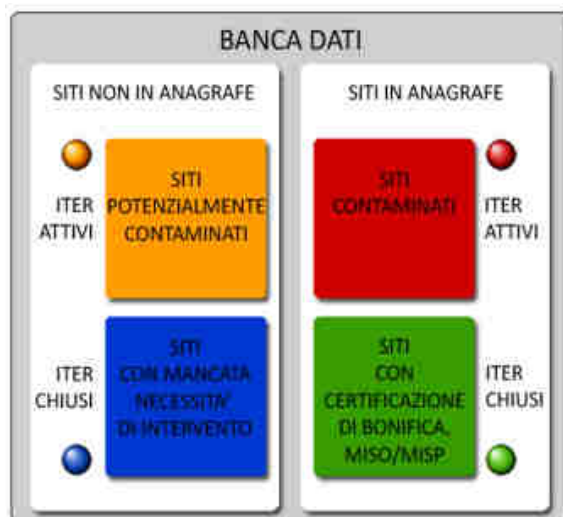 BANCA DATI
SITI NON IN ANAGRAFE
ITER
ATTIVI
SITI
POTENZIALMENTE
CONTAMINATI
ITER
CHIUSI
SITI
CON MANCATA
NECESSITA'
DI INTERVENTO
SITI IN ANAGRAFE
SITI
CONTAMINATI
ITER
ATTIVI
SITI
CON
CERTIFICAZIONE
DI BONIFICA,
MISO/MISP
ITER
CHIUSI